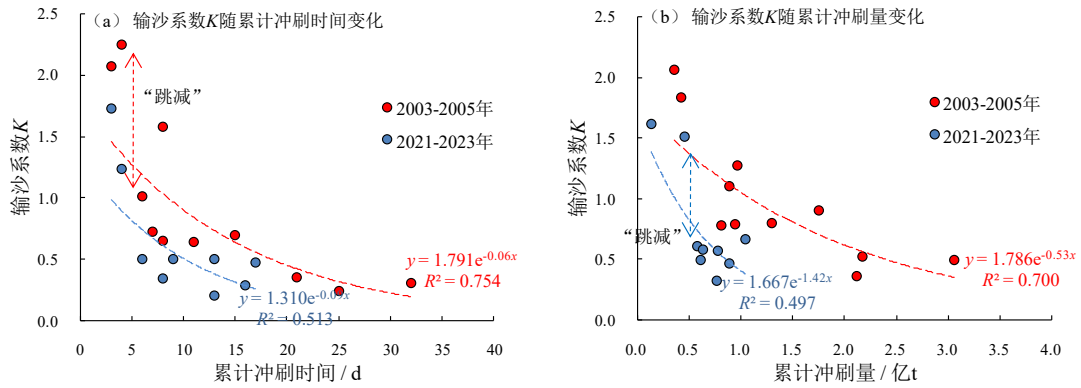 (a) 输沙系数K随累计冲刷时间变化
2.5
2.0
1.5
1.0
0.5
0.0
输沙系数K
“跳减”
2003-2005年
2021-2023年
y = 1.791e^-0.06x
R² = 0.754
y = 1.310e^-0.09x
R² = 0.513
0 5 10 15 20 25 30 35 40
累计冲刷时间 / d
(b) 输沙系数K随累计冲刷量变化
2.5
2.0
1.5
1.0
0.5
0.0
输沙系数K
“跳减”
2003-2005年
2021-2023年
y = 1.786e^-0.53x
R² = 0.700
y = 1.667e^-1.42x
R² = 0.497
0.0 0.5 1.0 1.5 2.0 2.5 3.0 3.5 4.0
累计冲刷量 / 亿t